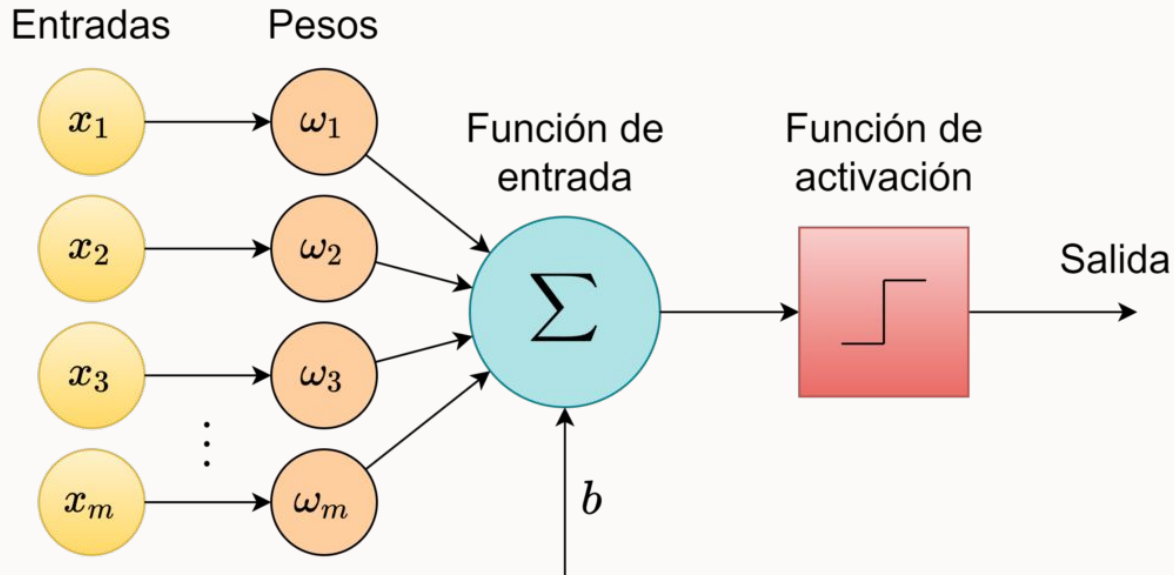 Entradas
Pesos
x₁
ω₁
Función de
entrada
Función de
activación
x₂
ω₂
Σ
Salida
x₃
ω₃
⋮
xₘ
ωₘ
b